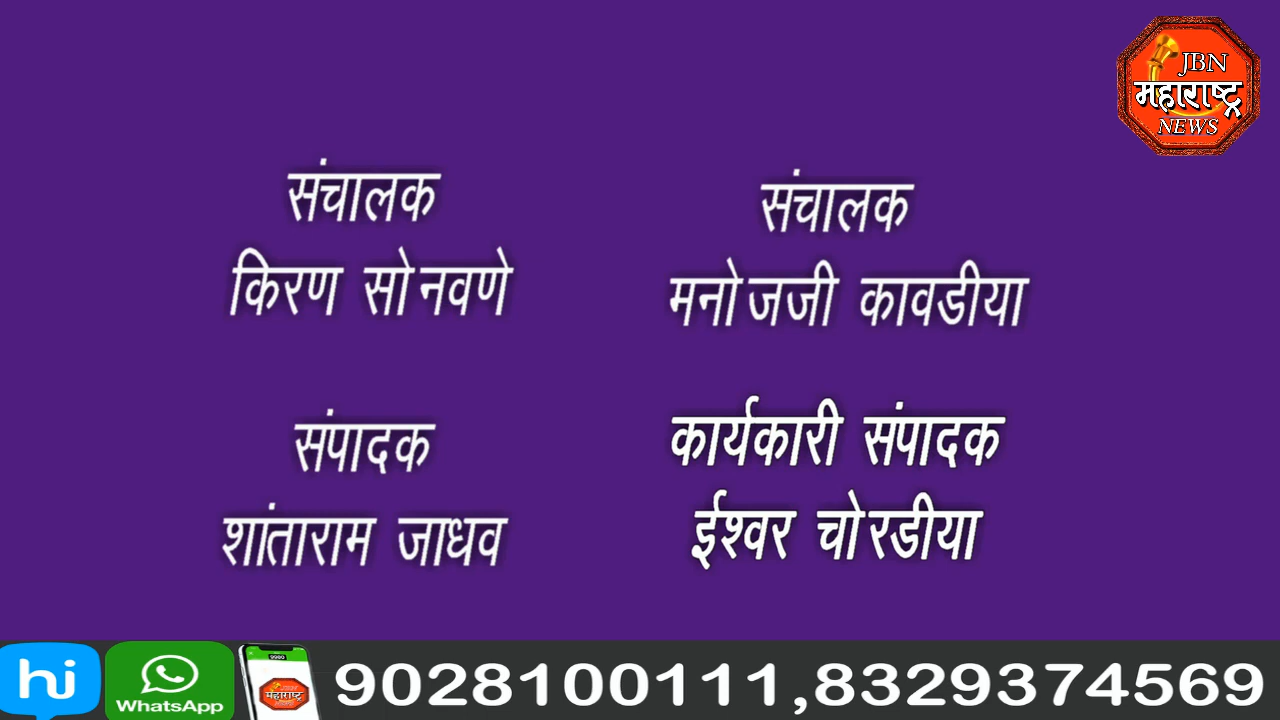 JBN
महाराष्ट्र
NEWS
संचालक
किरण सोनवणे
संचालक
मनोजजी कावडीया
संपादक
शांताराम जाधव
कार्यकारी संपादक
ईश्वर चोरडीया
hi
WhatsApp
महाराष्ट्र
9028100111,8329374569